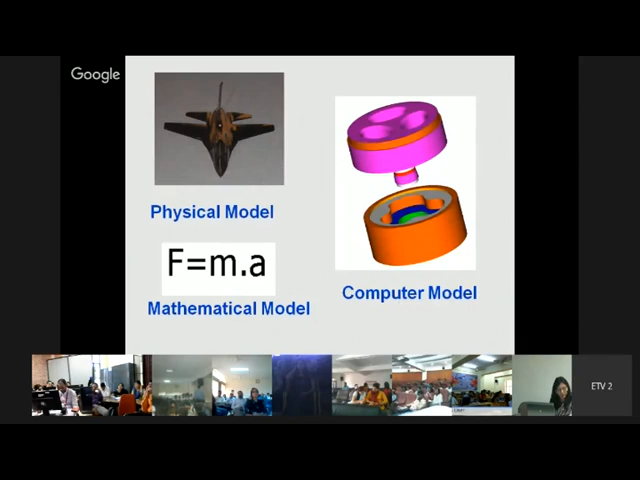 Google
Physical Model
F=m.a
Mathematical Model
Computer Model
ETV 2